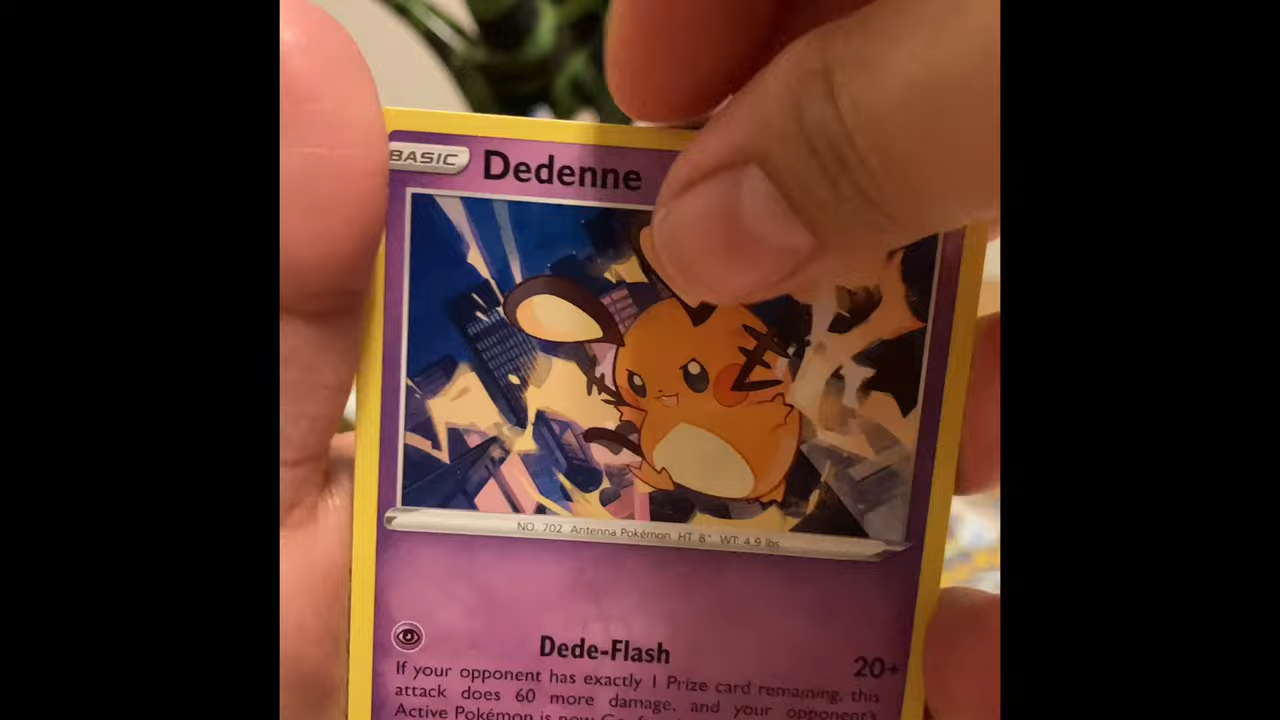 BASIC Dedenne
NO. 702 Antenna Pokémon HT 8" WT: 4.9 lbs
Dede-Flash 20+
If your opponent has exactly 1 Prize card remaining, this
attack does 60 more damage, and your opponent's
Active Pokémon is now